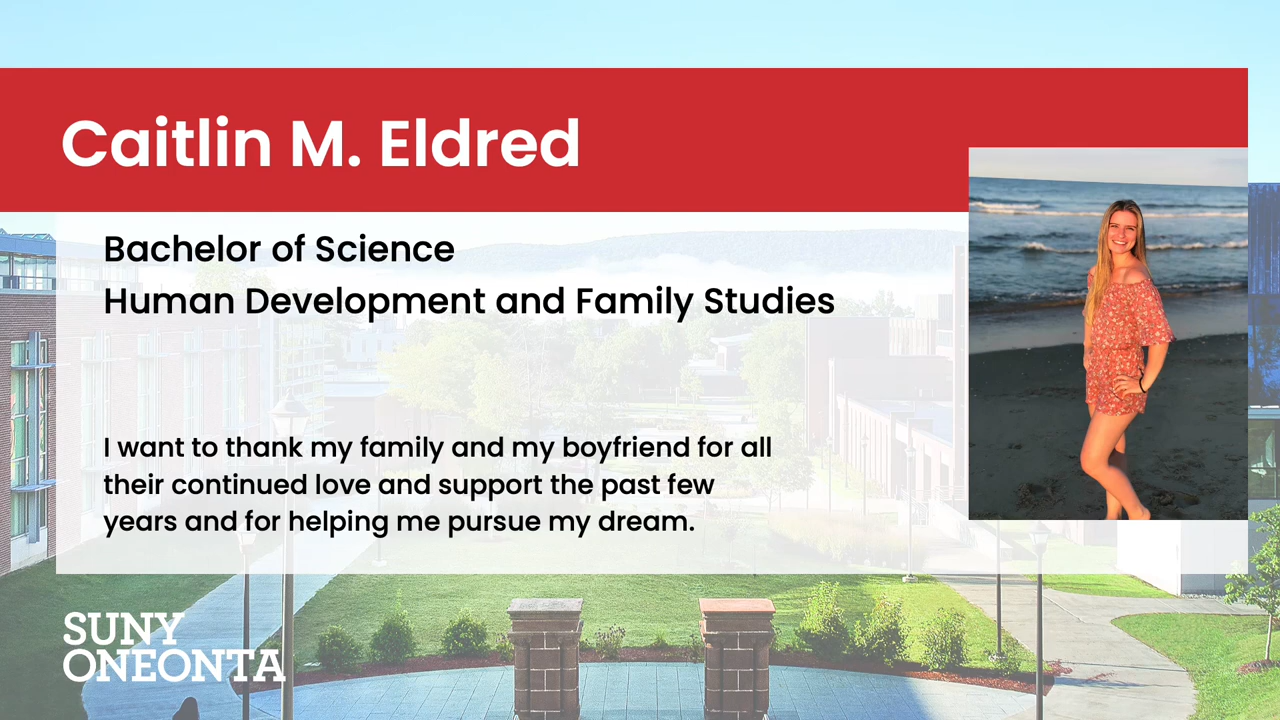 Caitlin M. Eldred
Bachelor of Science
Human Development and Family Studies
I want to thank my family and my boyfriend for all
their continued love and support the past few
years and for helping me pursue my dream.
SUNY
ONEONTA